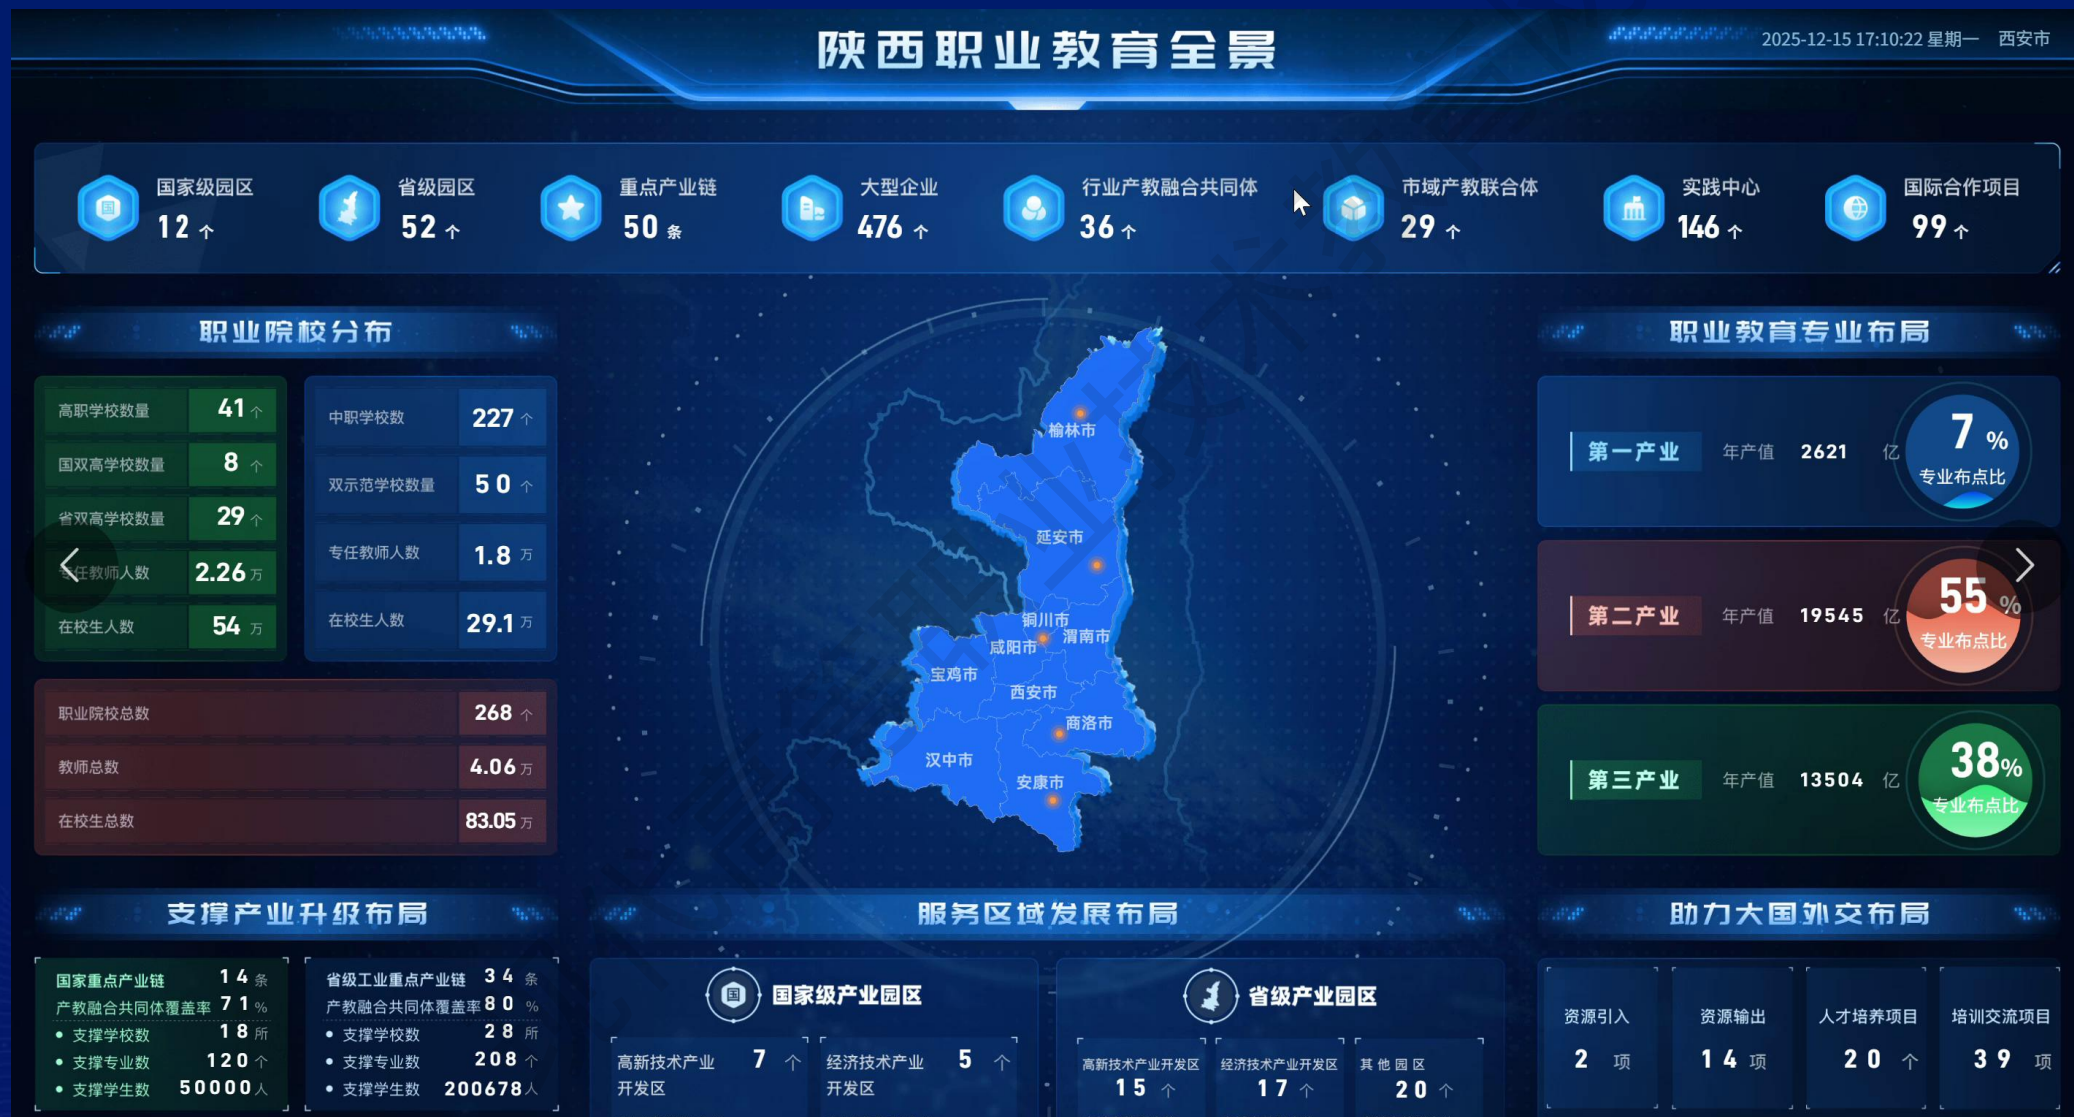 陕西职业教育全景
2025-12-15 17:10:22 星期一 西安市
国家级园区
12 个
省级园区
52 个
重点产业链
50 条
大型企业
476 个
行业产教融合共同体
36 个
市域产教联合体
29 个
实践中心
146 个
国际合作项目
99 个
职业院校分布
高职学校数量 41 个
国双高学校数量 8 个
省双高学校数量 29 个
专任教师人数 2.26 万
在校生人数 54 万
中职学校数 227 个
双示范学校数量 50 个
专任教师人数 1.8 万
在校生人数 29.1 万
职业院校总数 268 个
教师总数 4.06 万
在校生总数 83.05 万
榆林市
延安市
铜川市
渭南市
咸阳市
宝鸡市
西安市
商洛市
汉中市
安康市
职业教育专业布局
第一产业 年产值 2621 亿
7 %
专业布点比
第二产业 年产值 19545 亿
55 %
专业布点比
第三产业 年产值 13504 亿
38%
专业布点比
支撑产业升级布局
国家重点产业链 14 条
产教融合共同体覆盖率 71 %
• 支撑学校数 18 所
• 支撑专业数 120 个
• 支撑学生数 50000 人
省级工业重点产业链 34 条
产教融合共同体覆盖率 80 %
• 支撑学校数 28 所
• 支撑专业数 208 个
• 支撑学生数 200678 人
服务区域发展布局
国 国家级产业园区
高新技术产业 7 个
开发区
经济技术产业 5 个
开发区
省级产业园区
高新技术产业开发区
15 个
经济技术产业开发区
17 个
其他园区
20 个
助力大国外交布局
资源引入
2 项
资源输出
14 项
人才培养项目
20 个
培训交流项目
39 项